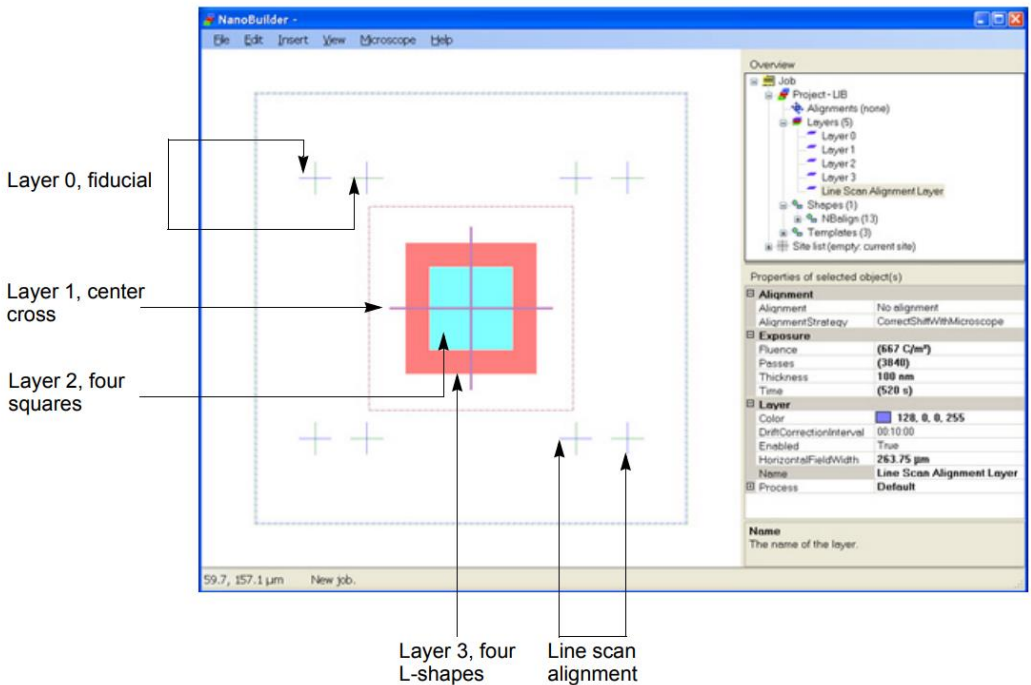 NanoBuilder -
File Edit Insert View Microscope Help
Layer 0, fiducial
Layer 1, center
cross
Layer 2, four
squares
Layer 3, four
L-shapes
Line scan
alignment
Overview
Job
Project-LIB
Alignments (none)
Layers (5)
Layer 0
Layer 1
Layer 2
Layer 3
Line Scan Alignment Layer
Shapes (1)
NBalign (13)
Templates (3)
Site list (empty: current site)
Properties of selected object(s)
Alignment
Alignment No alignment
AlignmentStrategy CorrectShiftWithMicroscope
Exposure
Fluence (667 C/m²)
Passes (3840)
Thickness 100 nm
Time (520 s)
Layer
Color 128, 0, 0, 255
DriftCorrectionInterval 00:10:00
Enabled True
HorizontalFieldWidth 263.75 µm
Name Line Scan Alignment Layer
Process Default
Name
The name of the layer.
59.7, 157.1 µm New job.